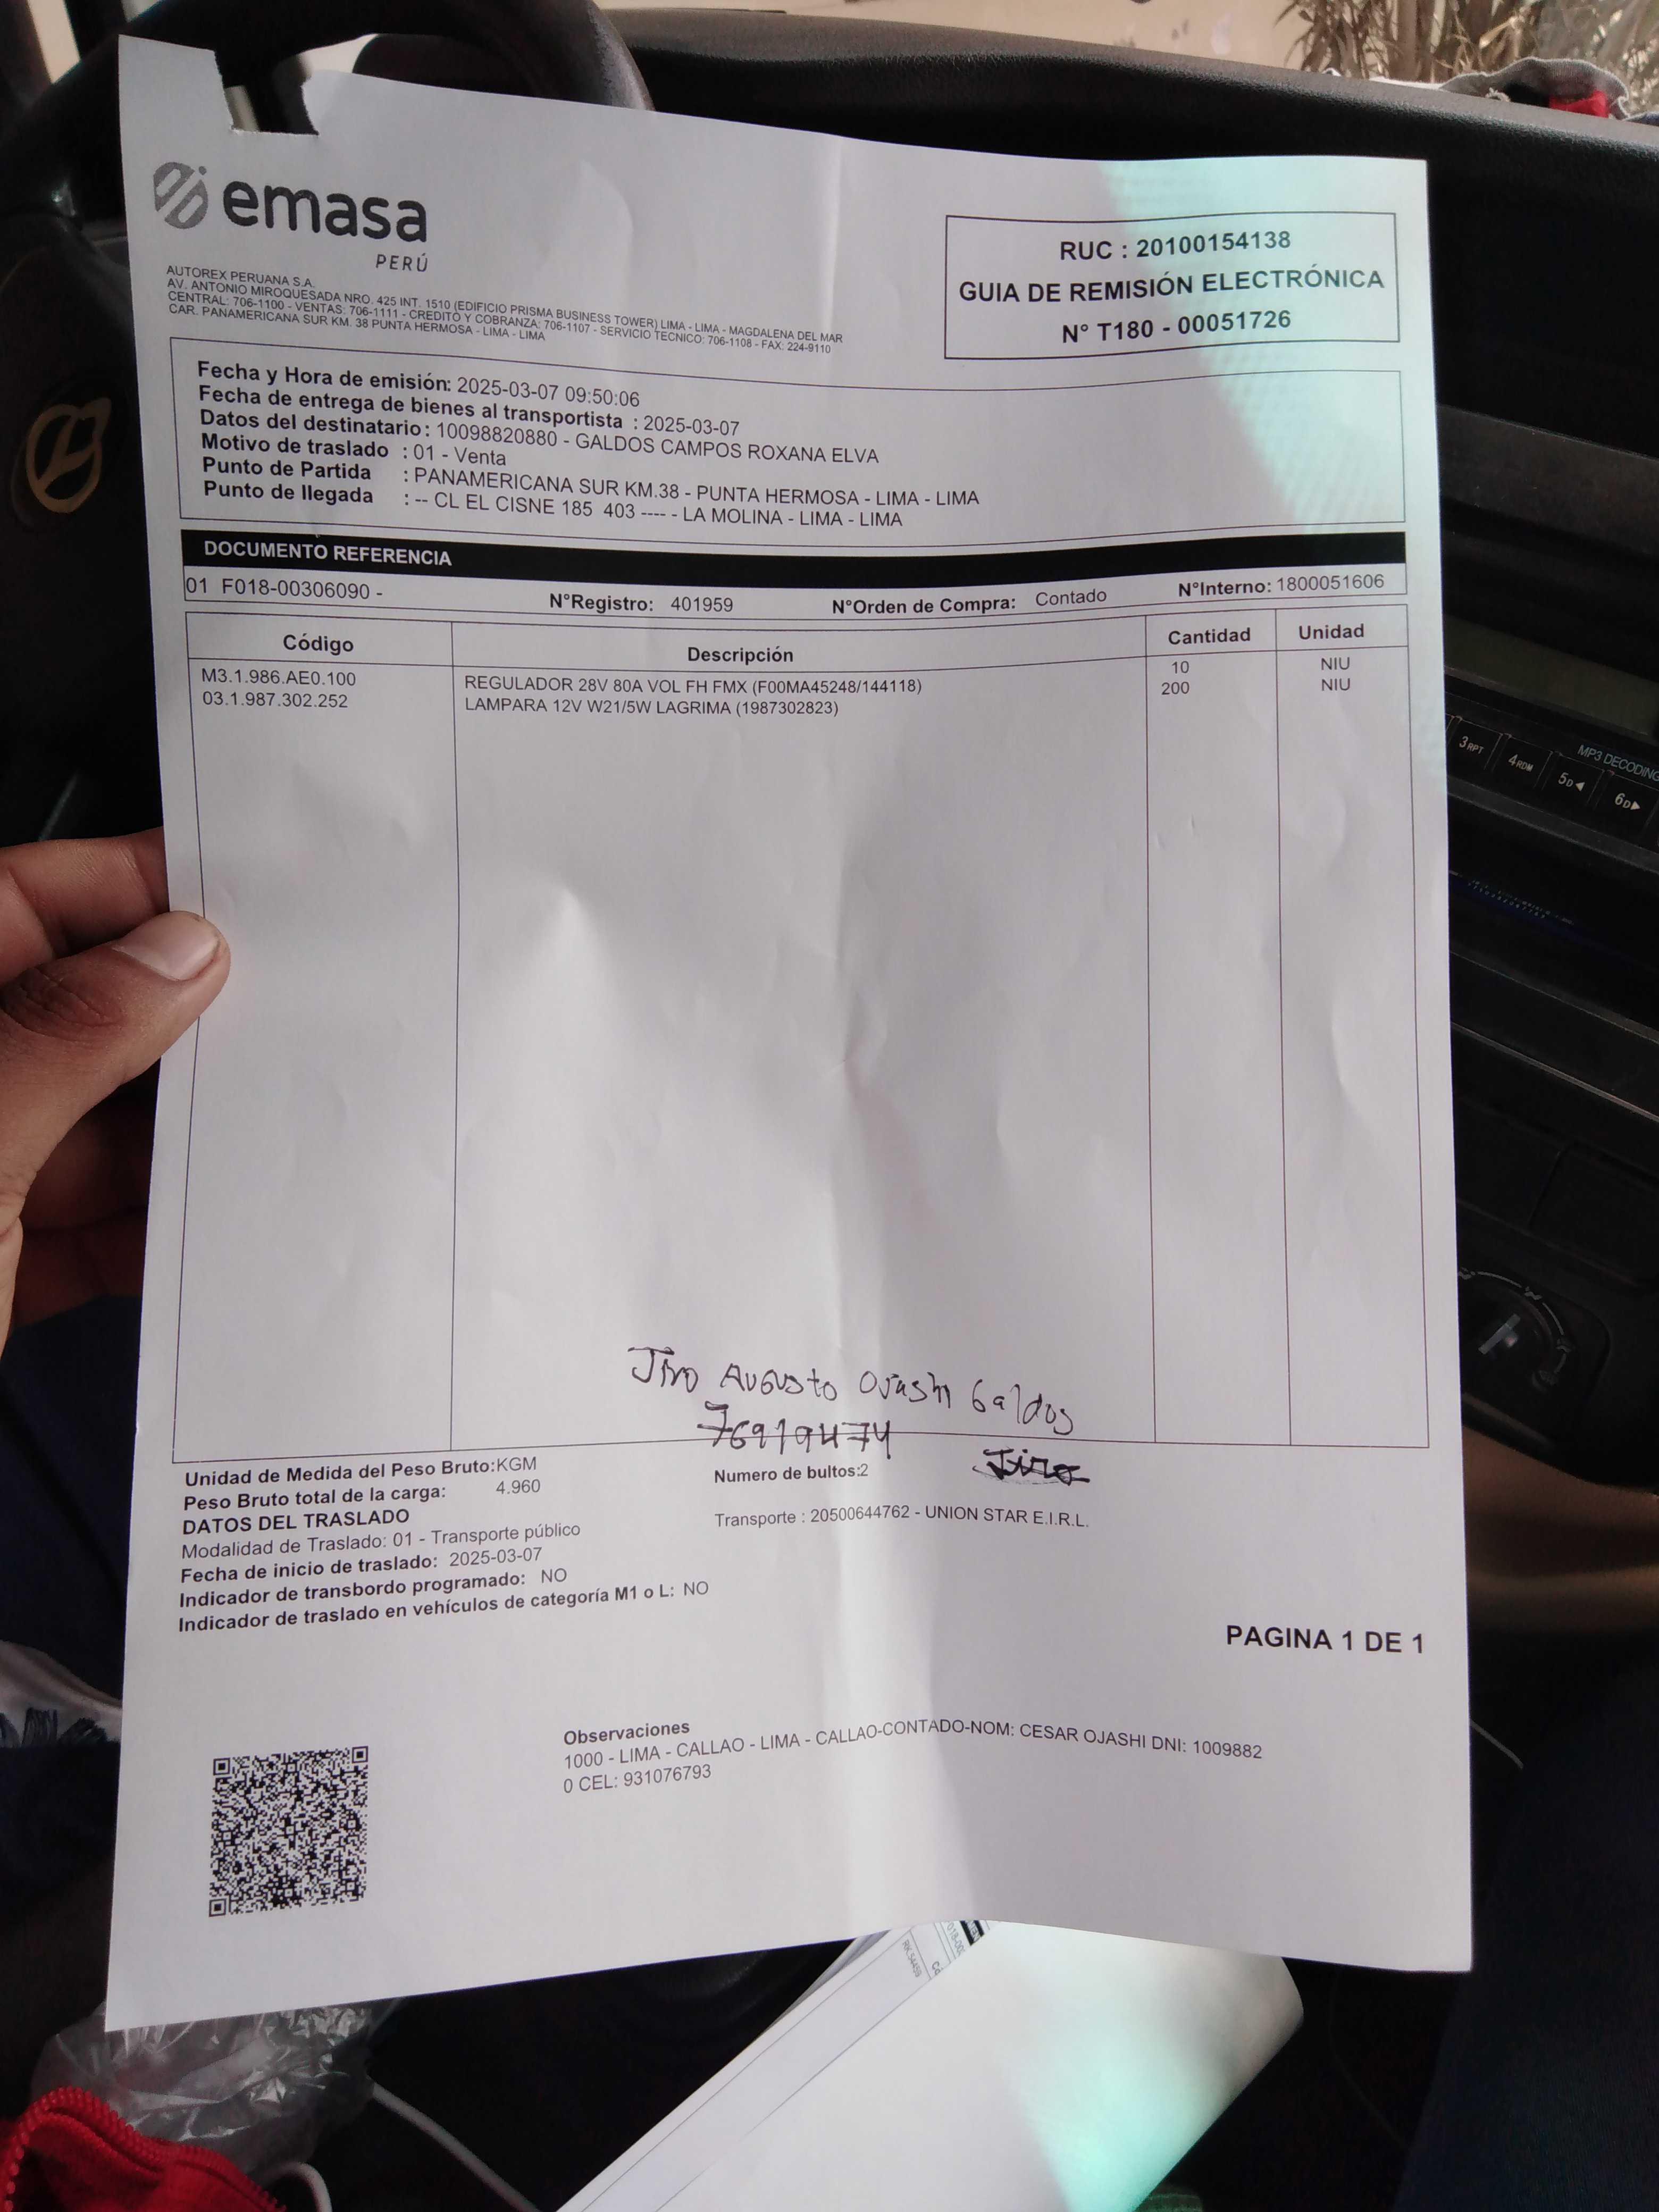 emasa
PERÚ
AUTOREX PERUANA S.A.
AV. ANTONIO MIROQUESADA NRO. 425 INT. 1510 (EDIFICIO PRISMA BUSINESS TOWER) LIMA - LIMA - MAGDALENA DEL MAR
CENTRAL: 706-1100 - VENTAS: 706-1111 - CREDITO Y COBRANZA: 706-1107 - SERVICIO TECNICO: 706-1108 - FAX: 224-9110
CAR. PANAMERICANA SUR KM. 38 PUNTA HERMOSA - LIMA - LIMA
RUC : 20100154138
GUIA DE REMISIÓN ELECTRÓNICA
N° T180 - 00051726
Fecha y Hora de emisión: 2025-03-07 09:50:06
Fecha de entrega de bienes al transportista : 2025-03-07
Datos del destinatario : 10098820880 - GALDOS CAMPOS ROXANA ELVA
Motivo de traslado : 01 - Venta
Punto de Partida : PANAMERICANA SUR KM.38 - PUNTA HERMOSA - LIMA - LIMA
Punto de llegada : -- CL EL CISNE 185 403 ---- - LA MOLINA - LIMA - LIMA
DOCUMENTO REFERENCIA
01 F018-00306090 - N°Registro: 401959 N°Orden de Compra: Contado N°Interno: 1800051606
Código Descripción Cantidad Unidad
M3.1.986.AE0.100 REGULADOR 28V 80A VOL FH FMX (F00MA45248/144118) 10 NIU
03.1.987.302.252 LAMPARA 12V W21/5W LAGRIMA (1987302823) 200 NIU
Jiro Augusto Ojashi Galdos
76919474
Jiro
Unidad de Medida del Peso Bruto:KGM
Peso Bruto total de la carga: 4.960
Numero de bultos:2
DATOS DEL TRASLADO
Modalidad de Traslado: 01 - Transporte público
Transporte : 20500644762 - UNION STAR E.I.R.L.
Fecha de inicio de traslado: 2025-03-07
Indicador de transbordo programado: NO
Indicador de traslado en vehículos de categoría M1 o L: NO
PAGINA 1 DE 1
Observaciones
1000 - LIMA - CALLAO - LIMA - CALLAO-CONTADO-NOM: CESAR OJASHI DNI: 1009882
0 CEL: 931076793
3 RPT
4 RDM
5 D◀
6 D▶
MP3 DECODING